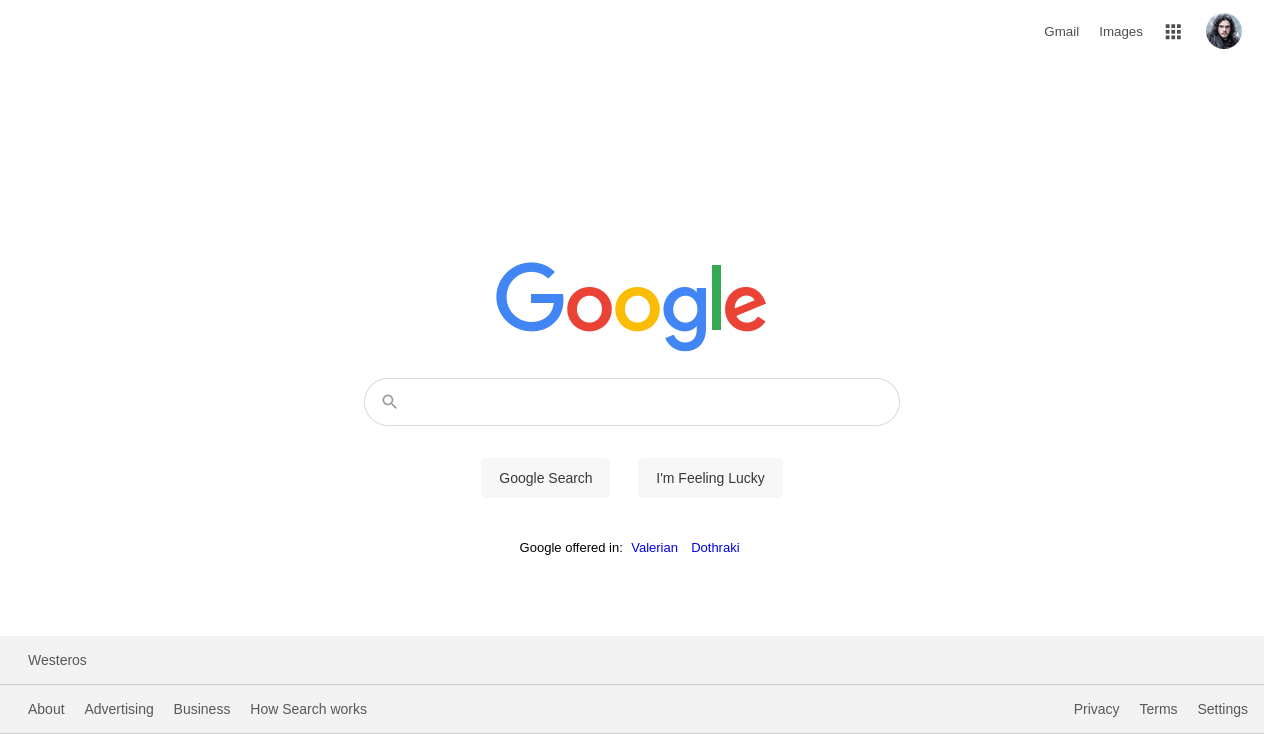 Gmail Images
Google
Google Search I'm Feeling Lucky
Google offered in: Valerian Dothraki
Westeros
About Advertising Business How Search works Privacy Terms Settings